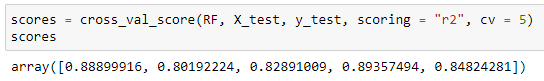 scores = cross_val_score(RF, X_test, y_test, scoring = "r2", cv = 5)
scores
array([0.88899916, 0.80192224, 0.82891009, 0.89357494, 0.84824281])